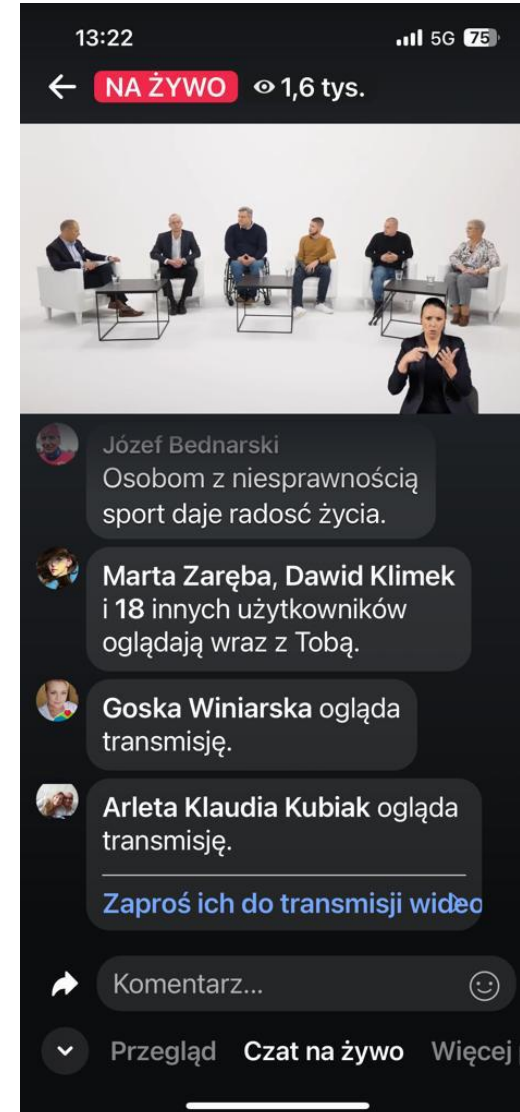 13:22
5G 75
NA ŻYWO 1,6 tys.
Józef Bednarski
Osobom z niesprawnością
sport daje radosć życia.
Marta Zaręba, Dawid Klimek
i 18 innych użytkowników
oglądają wraz z Tobą.
Goska Winiarska ogląda
transmisję.
Arleta Klaudia Kubiak ogląda
transmisję.
Zaproś ich do transmisji wideo
Komentarz...
Przegląd Czat na żywo Więcej